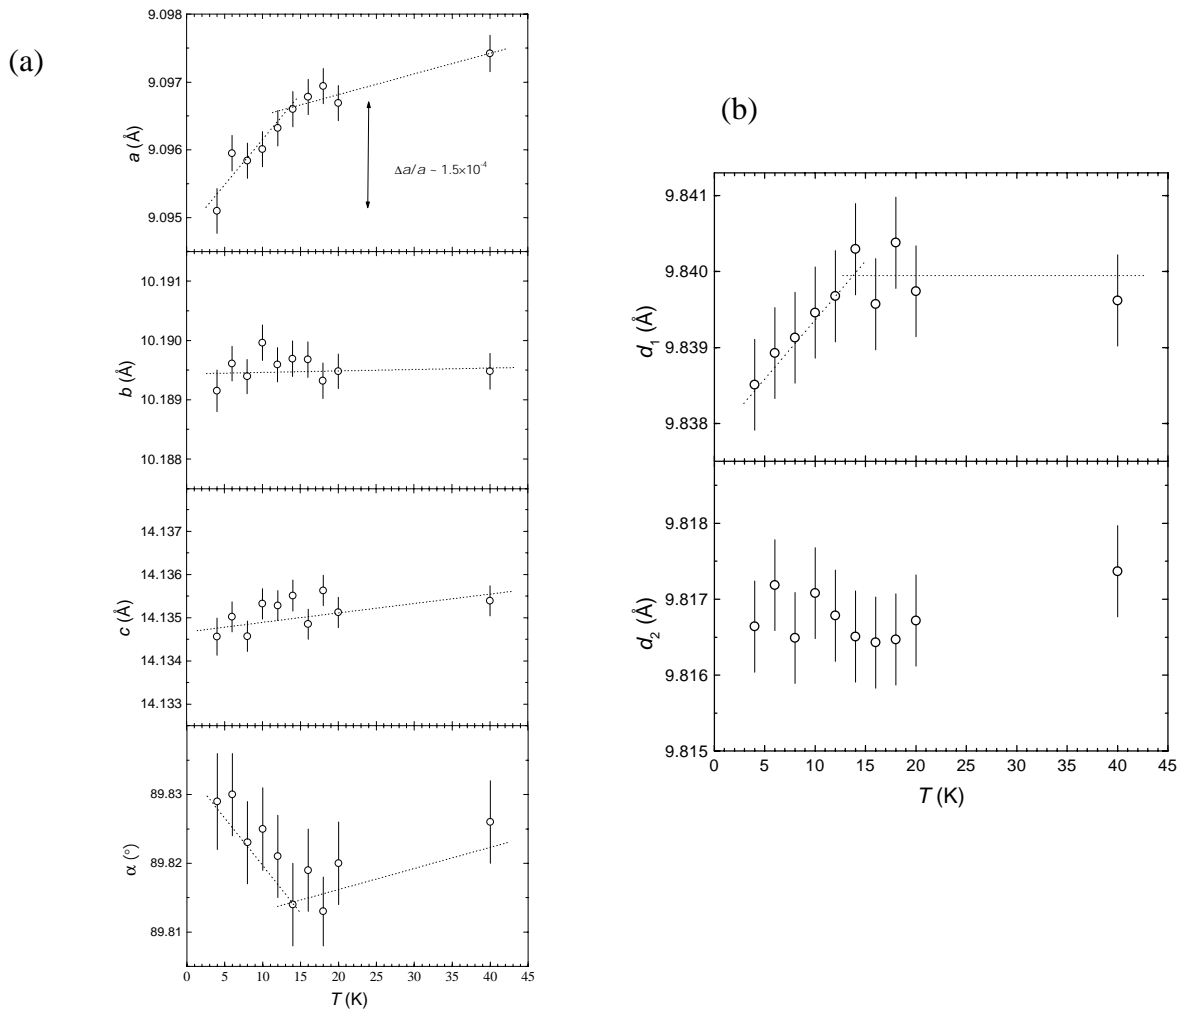 (a)
9.098
9.097
9.096
9.095
a (Å)
Δa/a ~ 1.5×10⁻⁴
10.191
10.190
10.189
10.188
b (Å)
14.137
14.136
14.135
14.134
14.133
c (Å)
89.83
89.82
89.81
α (°)
0 5 10 15 20 25 30 35 40 45
T (K)
(b)
9.841
9.840
9.839
9.838
d₁ (Å)
9.818
9.817
9.816
9.815
d₂ (Å)
0 5 10 15 20 25 30 35 40 45
T (K)